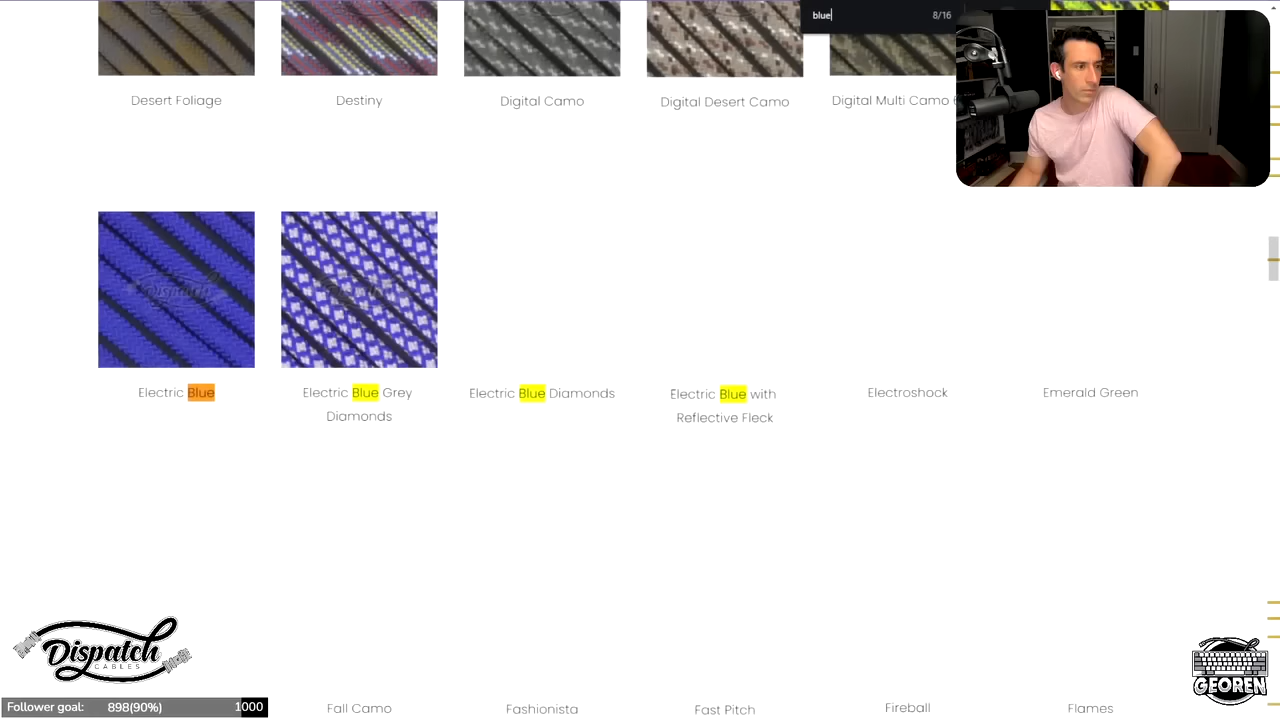 blue 8/16
Desert Foliage
Destiny
Digital Camo
Digital Desert Camo
Digital Multi Camo
Dispatch
Dispatch
Electric Blue
Electric Blue Grey
Diamonds
Electric Blue Diamonds
Electric Blue with
Reflective Fleck
Electroshock
Emerald Green
Dispatch
CABLES
GEOREN
Follower goal: 898(90%) 1000
Fall Camo
Fashionista
Fast Pitch
Fireball
Flames